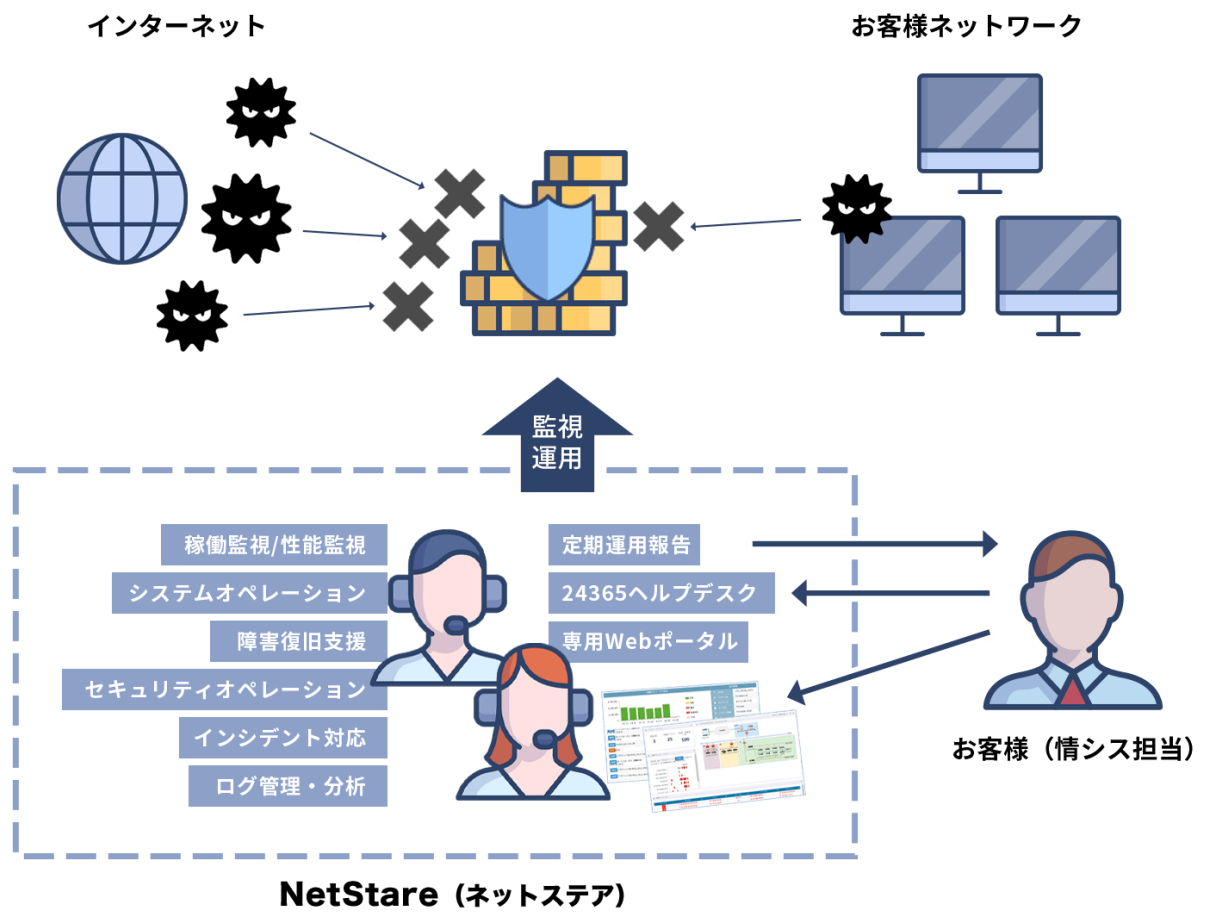 インターネット
お客様ネットワーク
監視
運用
稼働監視/性能監視
システムオペレーション
障害復旧支援
セキュリティオペレーション
インシデント対応
ログ管理・分析
定期運用報告
24365ヘルプデスク
専用Webポータル
お客様（情シス担当）
NetStare（ネットステア）